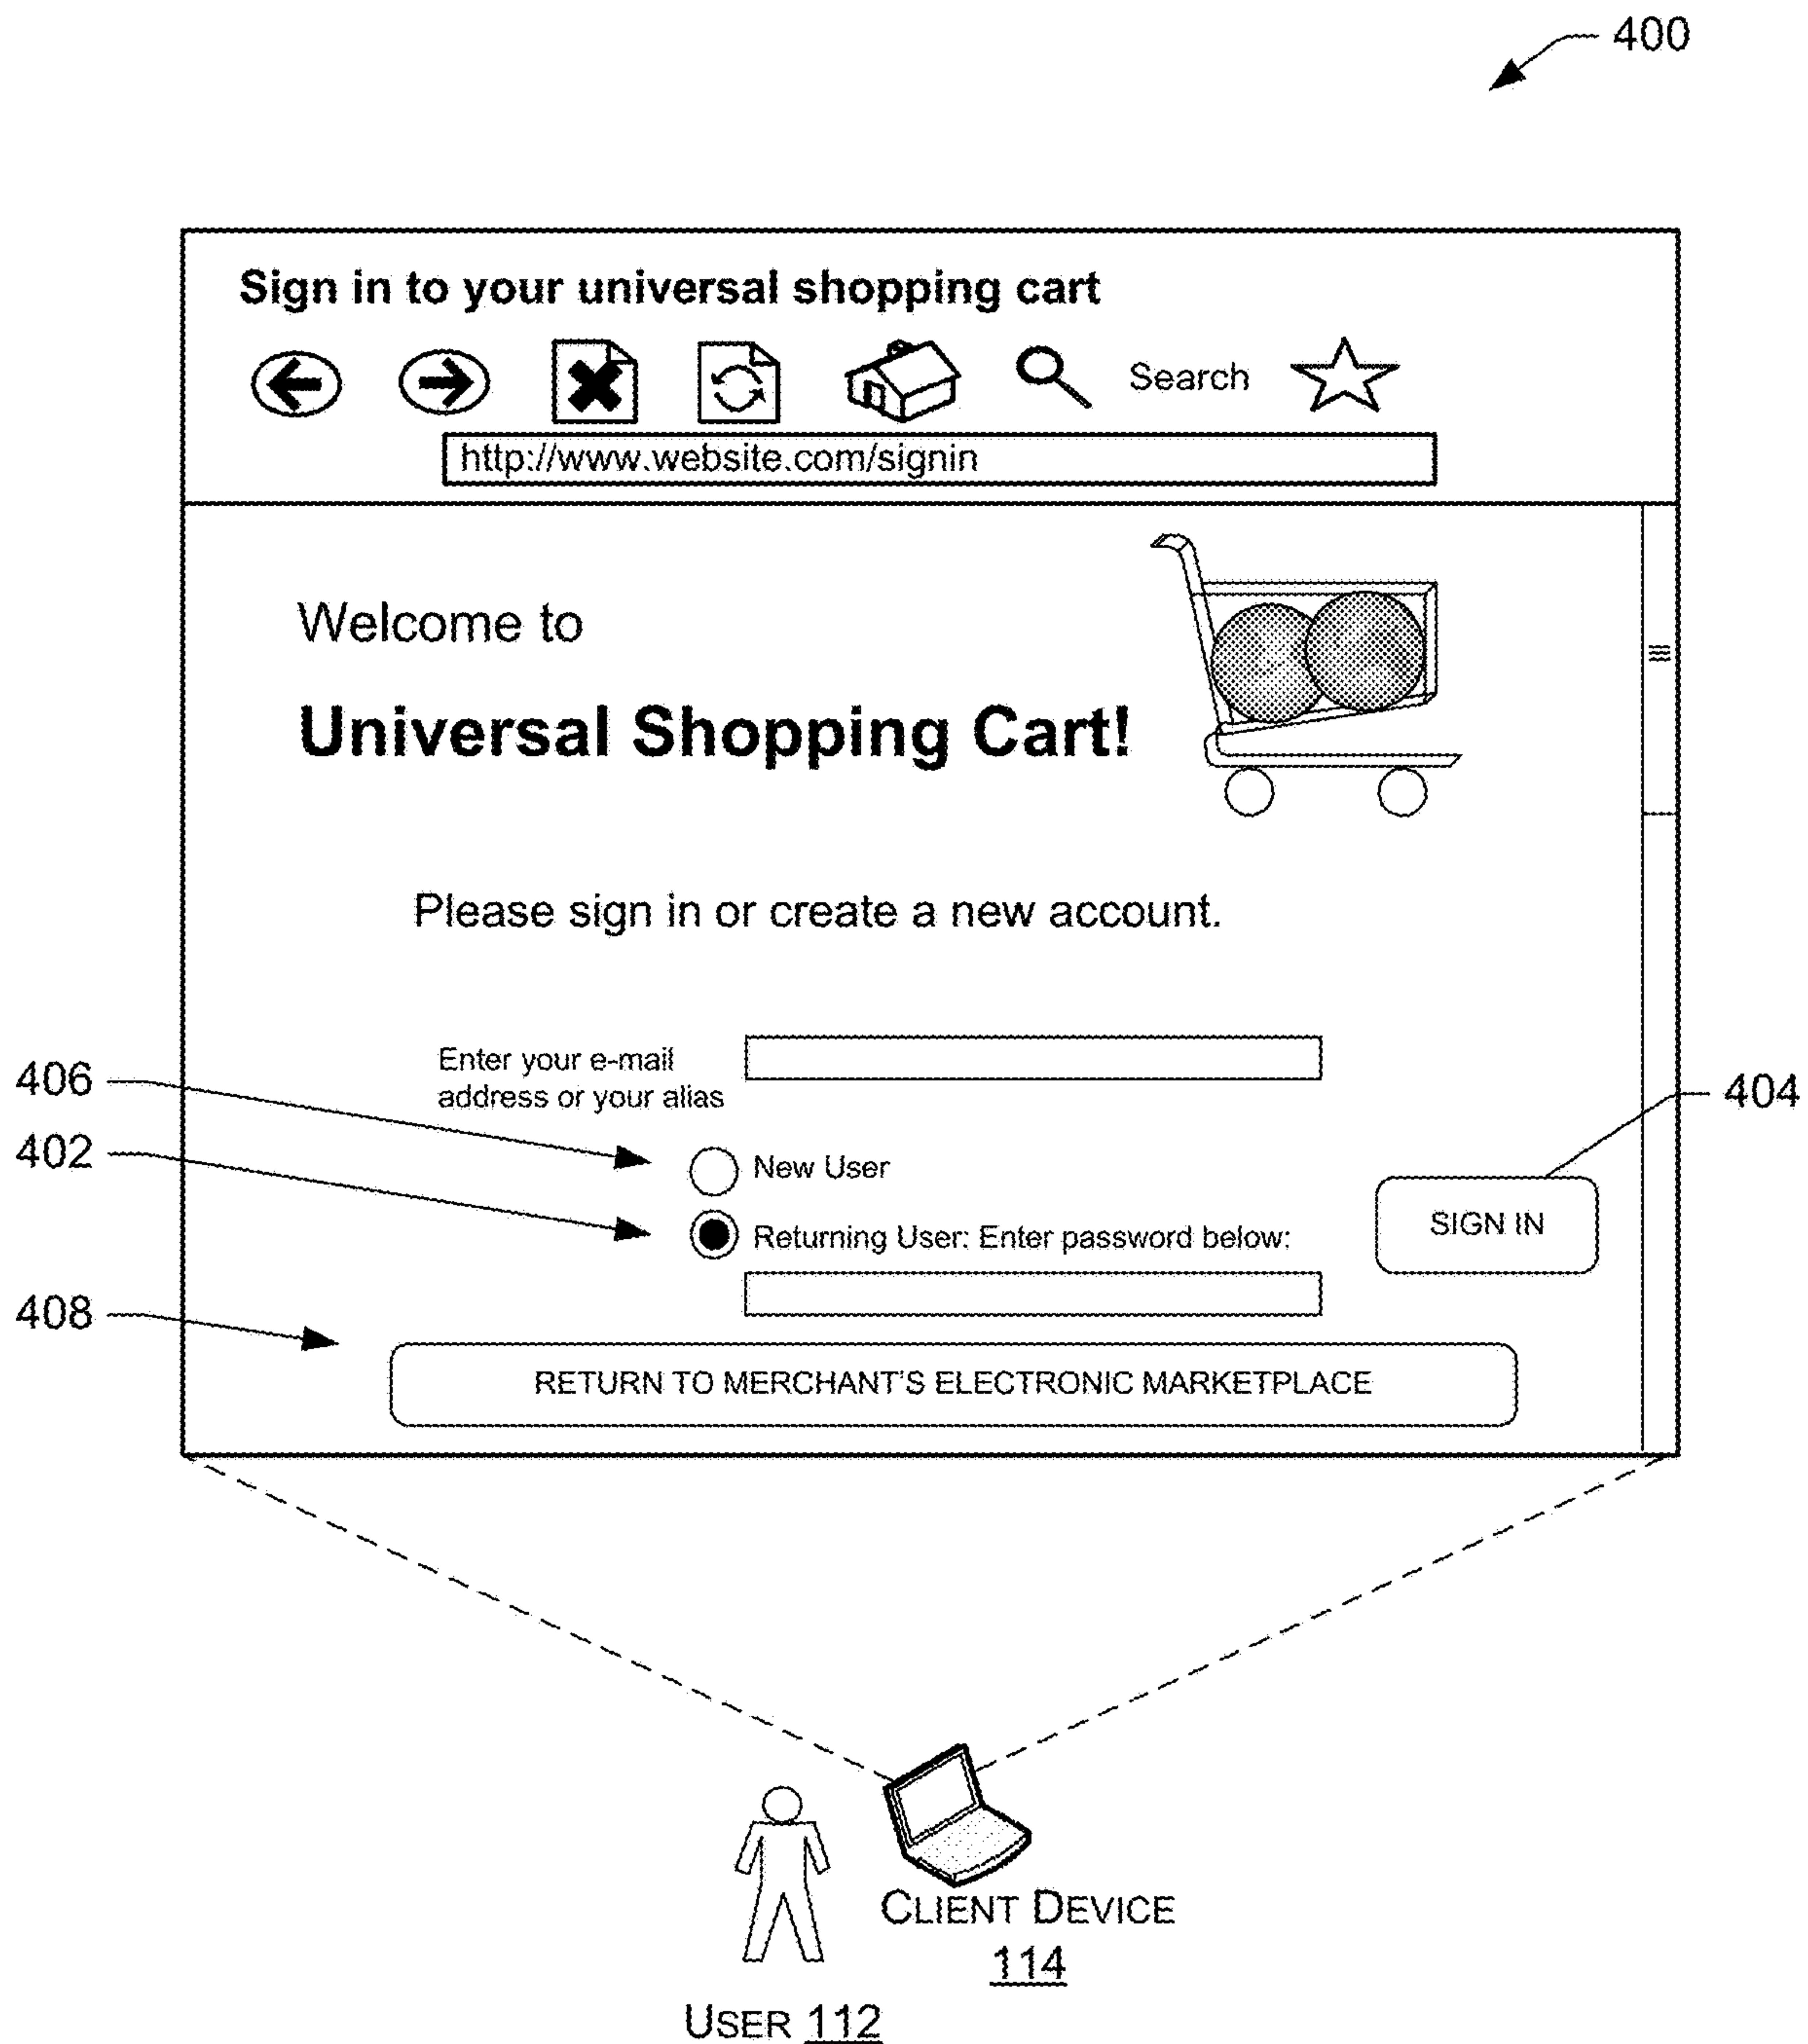 400
Sign in to your universal shopping cart
Search
http://www.website.com/signin
Welcome to
Universal Shopping Cart!
Please sign in or create a new account.
Enter your e-mail
address or your alias
406
404
402
New User
Returning User: Enter password below:
SIGN IN
408
RETURN TO MERCHANT'S ELECTRONIC MARKETPLACE
CLIENT DEVICE
114
USER 112